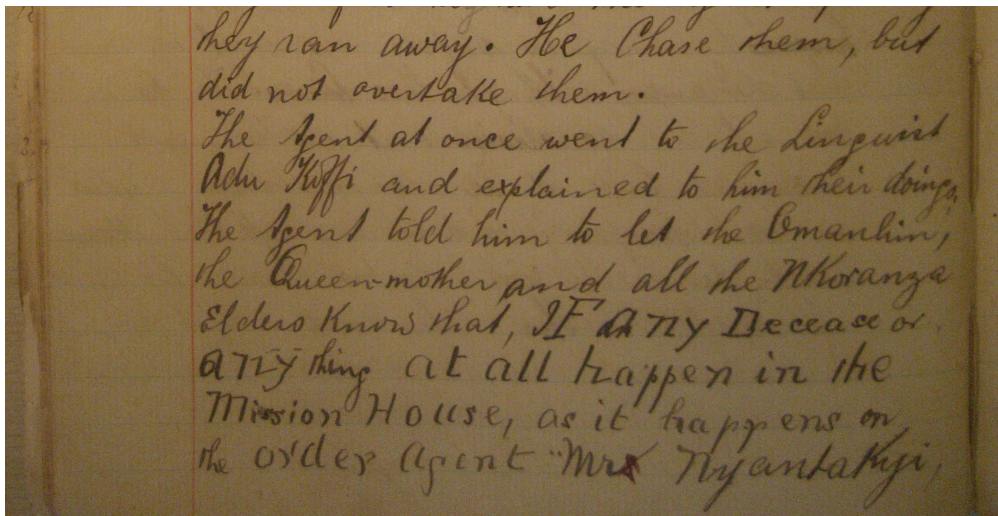 they ran away. He Chase them, but
did not overtake them.
The Agent at once went to the Linguist
Adu Koffi and explained to him their doings.
The Agent told him to let the Omanhin,
the Queen-mother and all the NKoranza
Elders Know that, IF any Decease or
any thing at all happen in the
Mission House, as it happens on
the order Agent "Mr Nyantakyi,